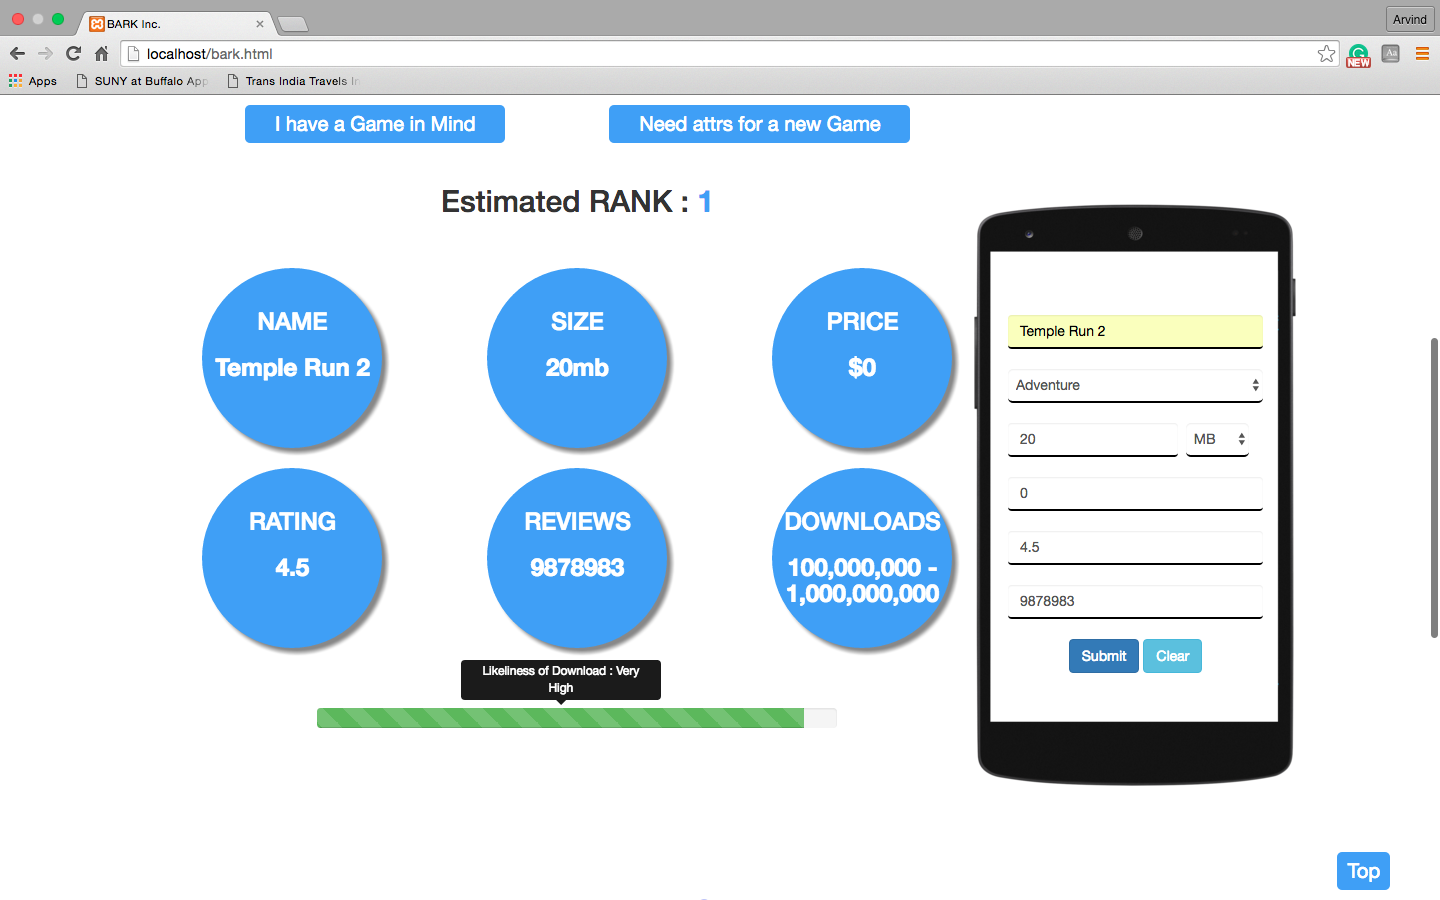 BARK Inc.
Arvind
localhost/bark.html
NEW
Aa
Apps
SUNY at Buffalo App
Trans India Travels In
I have a Game in Mind
Need attrs for a new Game
Estimated RANK : 1
NAME
Temple Run 2
SIZE
20mb
PRICE
$0
RATING
4.5
REVIEWS
9878983
DOWNLOADS
100,000,000 -
1,000,000,000
Likeliness of Download : Very
High
Temple Run 2
Adventure
20
MB
0
4.5
9878983
Submit
Clear
Top